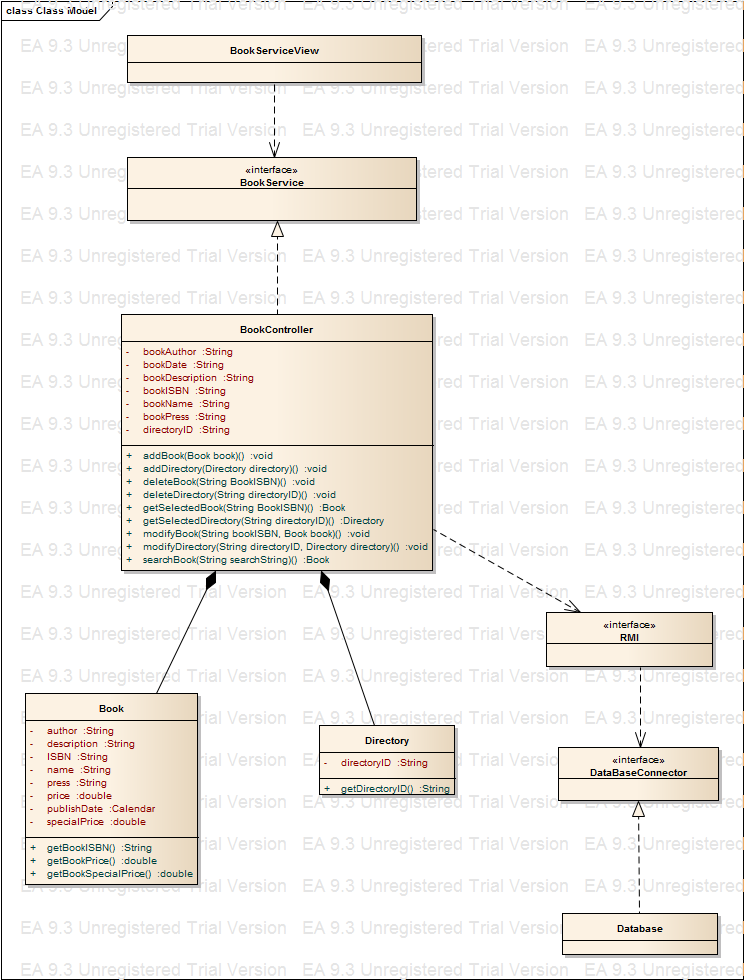 class Class Model
EA 9.3 Unregistered Trial Version
BookServiceView
«interface»
BookService
BookController
- bookAuthor :String
- bookDate :String
- bookDescription :String
- bookISBN :String
- bookName :String
- bookPress :String
- directoryID :String
+ addBook(Book book)() :void
+ addDirectory(Directory directory)() :void
+ deleteBook(String BookISBN)() :void
+ deleteDirectory(String directoryID)() :void
+ getSelectedBook(String BookISBN)() :Book
+ getSelectedDirectory(String directoryID)() :Directory
+ modifyBook(String bookISBN, Book book)() :void
+ modifyDirectory(String directoryID, Directory directory)() :void
+ searchBook(String searchString)() :Book
«interface»
RMI
Book
- author :String
- description :String
- ISBN :String
- name :String
- press :String
- price :double
- publishDate :Calendar
- specialPrice :double
+ getBookISBN() :String
+ getBookPrice() :double
+ getBookSpecialPrice() :double
Directory
- directoryID :String
+ getDirectoryID() :String
«interface»
DataBaseConnector
Database